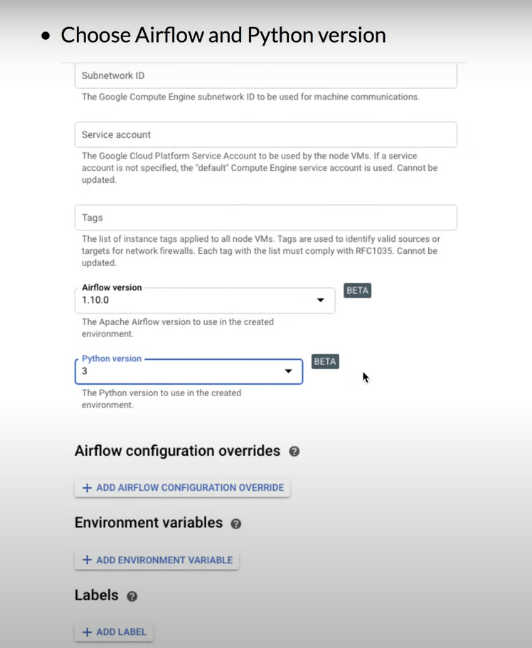 • Choose Airflow and Python version
Subnetwork ID
The Google Compute Engine subnetwork ID to be used for machine communications.
Service account
The Google Cloud Platform Service Account to be used by the node VMs. If a service
account is not specified, the "default" Compute Engine service account is used. Cannot be
updated.
Tags
The list of instance tags applied to all node VMs. Tags are used to identify valid sources or
targets for network firewalls. Each tag with the list must comply with RFC1035. Cannot be
updated.
Airflow version
1.10.0
BETA
The Apache Airflow version to use in the created
environment.
Python version
3
BETA
The Python version to use in the created
environment.
Airflow configuration overrides ?
+ ADD AIRFLOW CONFIGURATION OVERRIDE
Environment variables ?
+ ADD ENVIRONMENT VARIABLE
Labels ?
+ ADD LABEL